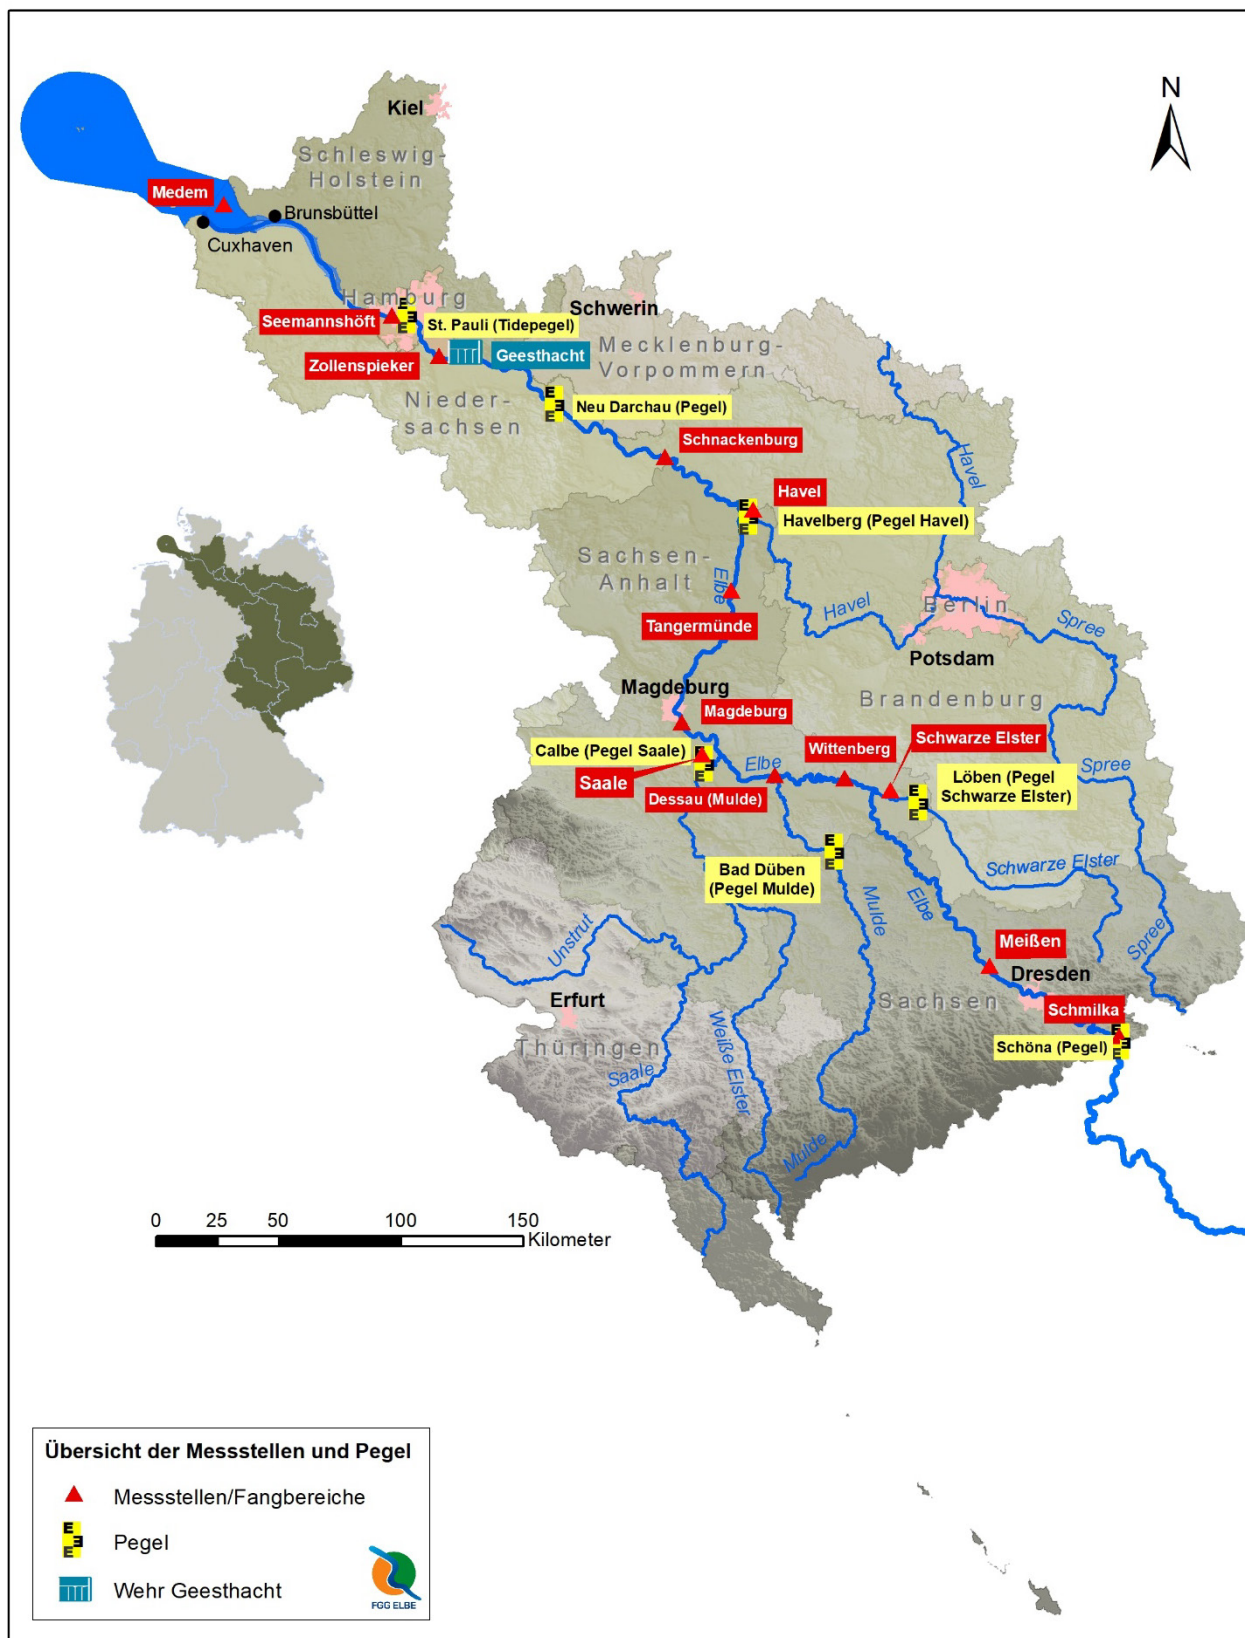 N
Kiel
Schleswig-
Holstein
Medem
Brunsbüttel
Cuxhaven
Hamburg
Schwerin
Seemannshöft
St. Pauli (Tidepegel)
Mecklenburg-
Vorpommern
Zollenspieker
Geesthacht
Nieder-
sachsen
Neu Darchau (Pegel)
Schnackenburg
Havel
Havel
Havelberg (Pegel Havel)
Sachsen-
Anhalt
Elbe
Havel
Berlin
Spree
Tangermünde
Potsdam
Magdeburg
Brandenburg
Magdeburg
Schwarze Elster
Calbe (Pegel Saale)
Wittenberg
Elbe
Spree
Saale
Löben (Pegel
Schwarze Elster)
Dessau (Mulde)
Bad Düben
(Pegel Mulde)
Schwarze Elster
Mulde
Elbe
Unstrut
Spree
Meißen
Dresden
Erfurt
Sachsen
Schmilka
Thüringen
Weiße Elster
Schöna (Pegel)
Saale
Mulde
0 25 50 100 150
Kilometer
Übersicht der Messstellen und Pegel
Messstellen/Fangbereiche
Pegel
Wehr Geesthacht
FGG ELBE